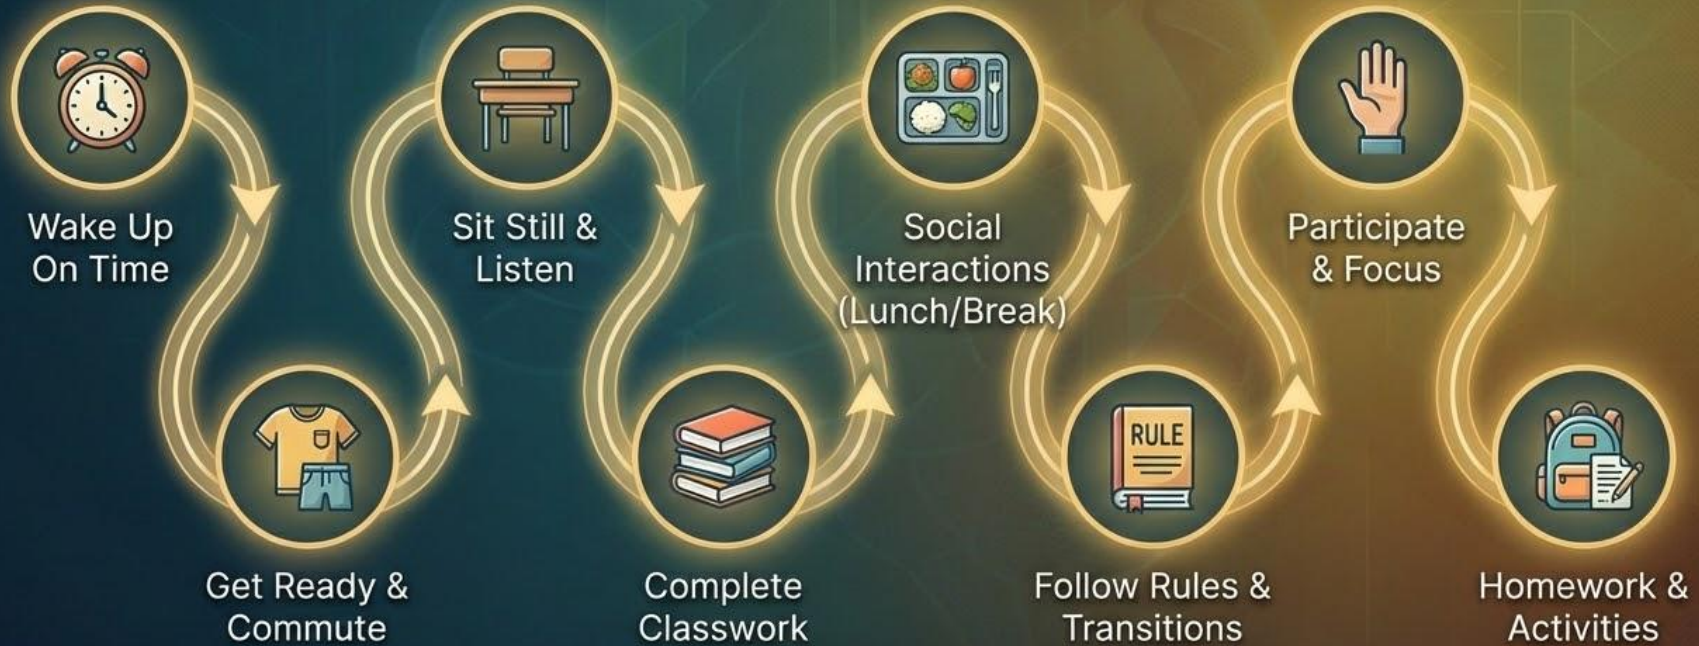 Wake Up
On Time
Get Ready &
Commute
Sit Still &
Listen
Complete
Classwork
Social
Interactions
(Lunch/Break)
RULE
Follow Rules &
Transitions
Participate
& Focus
Homework &
Activities